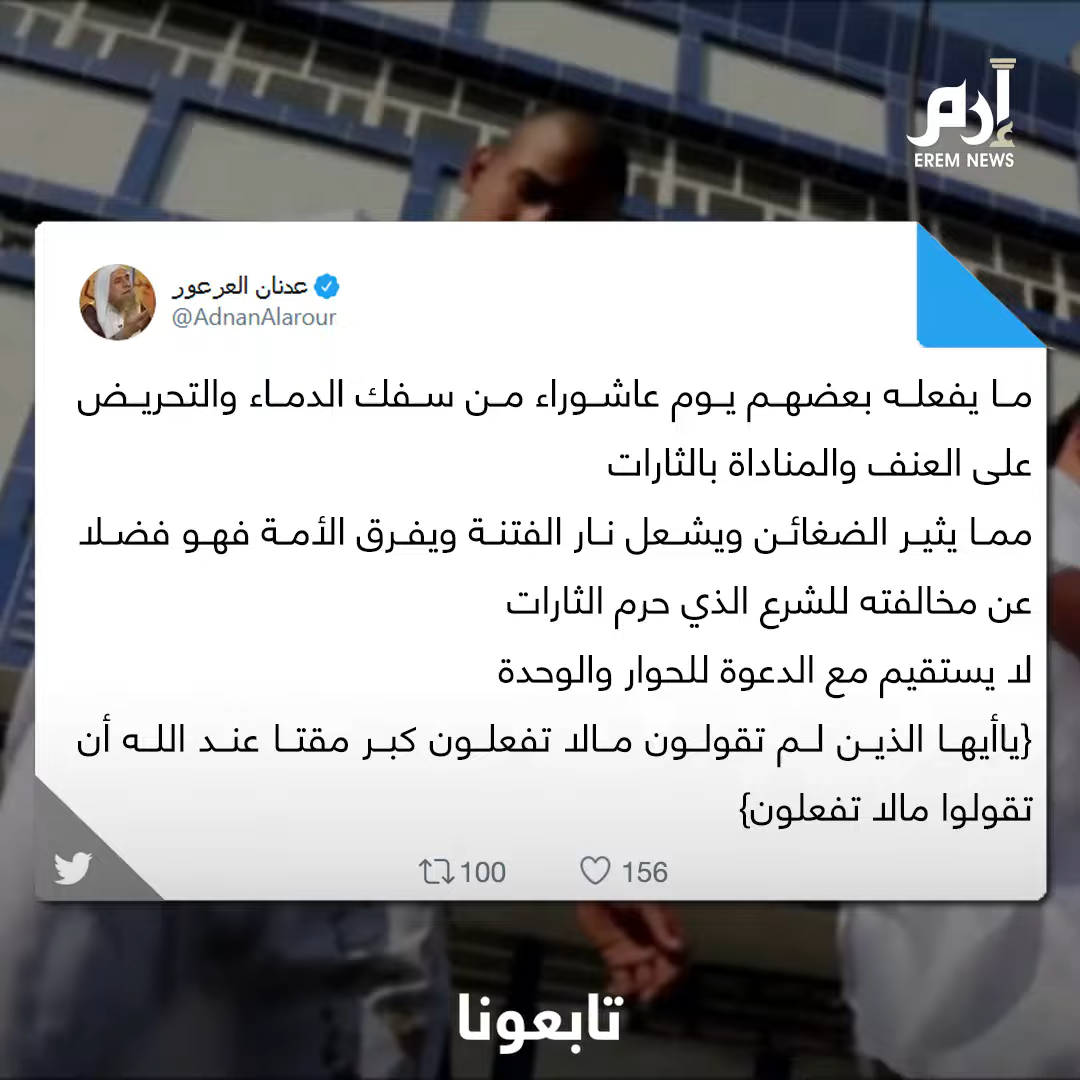 إرم
EREM NEWS
عدنان العرعور
@AdnanAlarour
ما يفعله بعضهم يوم عاشوراء من سفك الدماء والتحريض
على العنف والمناداة بالثارات
مما يثير الضغائن ويشعل نار الفتنة ويفرق الأمة فهو فضلا
عن مخالفته للشرع الذي حرم الثارات
لا يستقيم مع الدعوة للحوار والوحدة
{ياأيها الذين لم تقولون مالا تفعلون كبر مقتا عند الله أن
تقولوا مالا تفعلون}
100 156
تابعونا